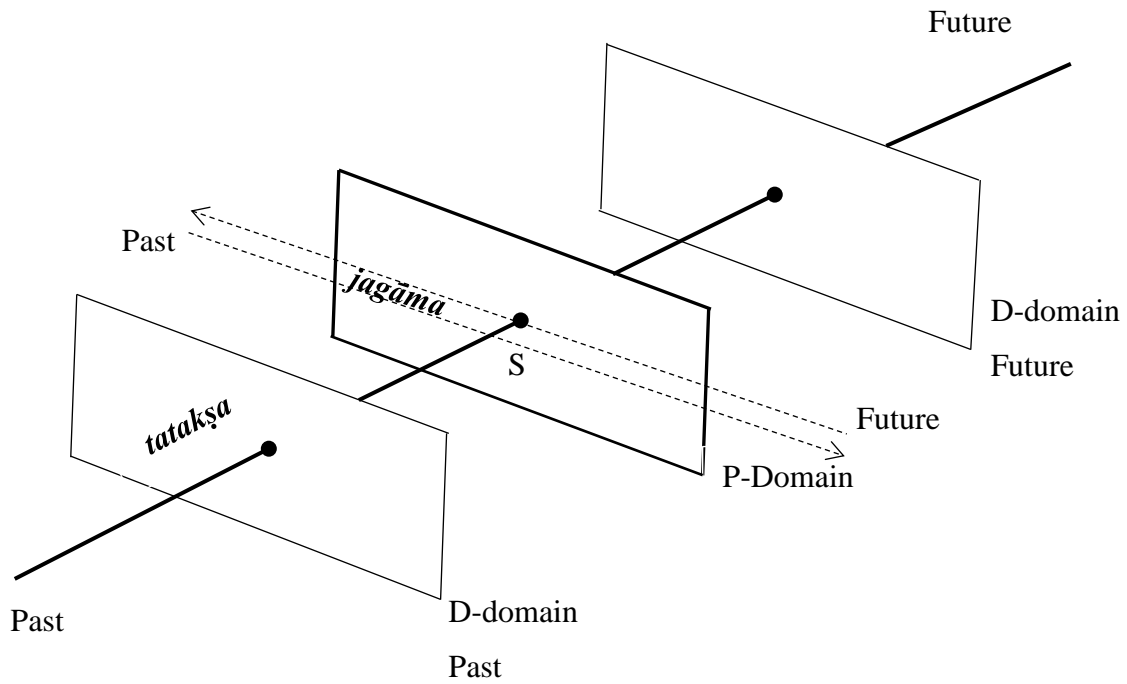 Future
Past
jagāma
S
D-domain
Future
Future
P-Domain
tatakṣa
Past
D-domain
Past